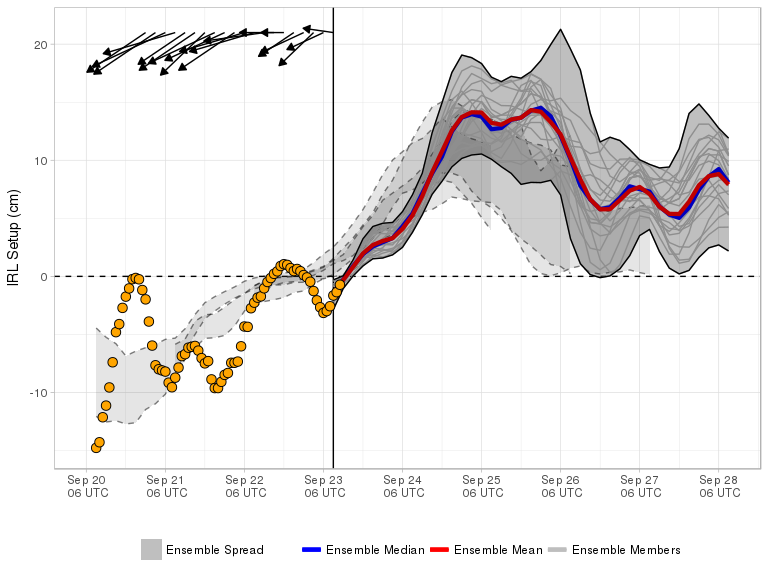 IRL Setup (cm)
20
10
0
-10
Sep 20 Sep 21 Sep 22 Sep 23 Sep 24 Sep 25 Sep 26 Sep 27 Sep 28
06 UTC 06 UTC 06 UTC 06 UTC 06 UTC 06 UTC 06 UTC 06 UTC 06 UTC
Ensemble Spread Ensemble Median Ensemble Mean Ensemble Members